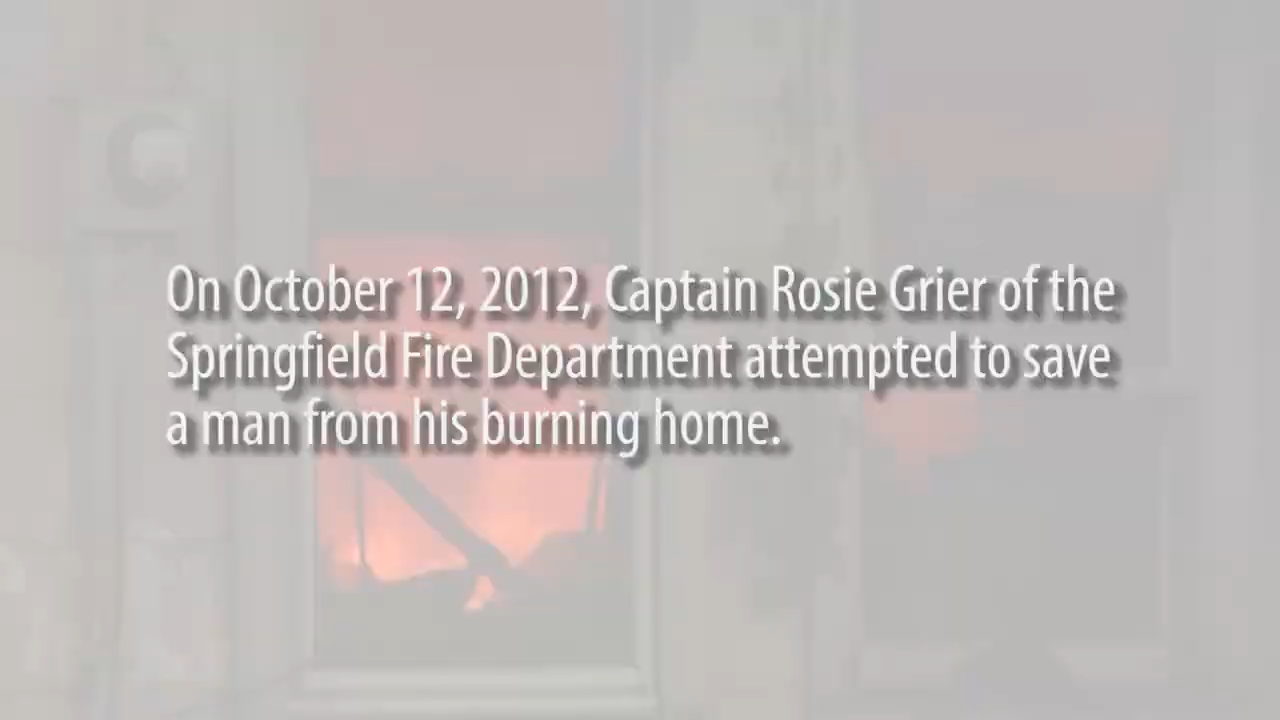 On October 12, 2012, Captain Rosie Grier of the
Springfield Fire Department attempted to save
a man from his burning home.